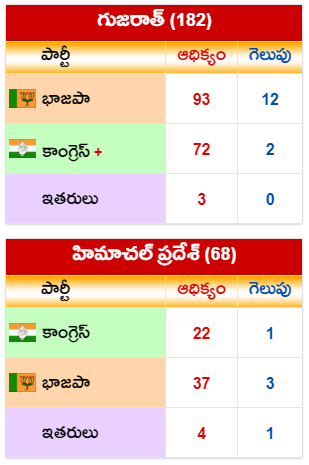 గుజరాత్ (182)
పార్టీ ఆధిక్యం గెలుపు
భాజపా 93 12
కాంగ్రెస్ + 72 2
ఇతరులు 3 0
హిమాచల్ ప్రదేశ్ (68)
పార్టీ ఆధిక్యం గెలుపు
కాంగ్రెస్ 22 1
భాజపా 37 3
ఇతరులు 4 1